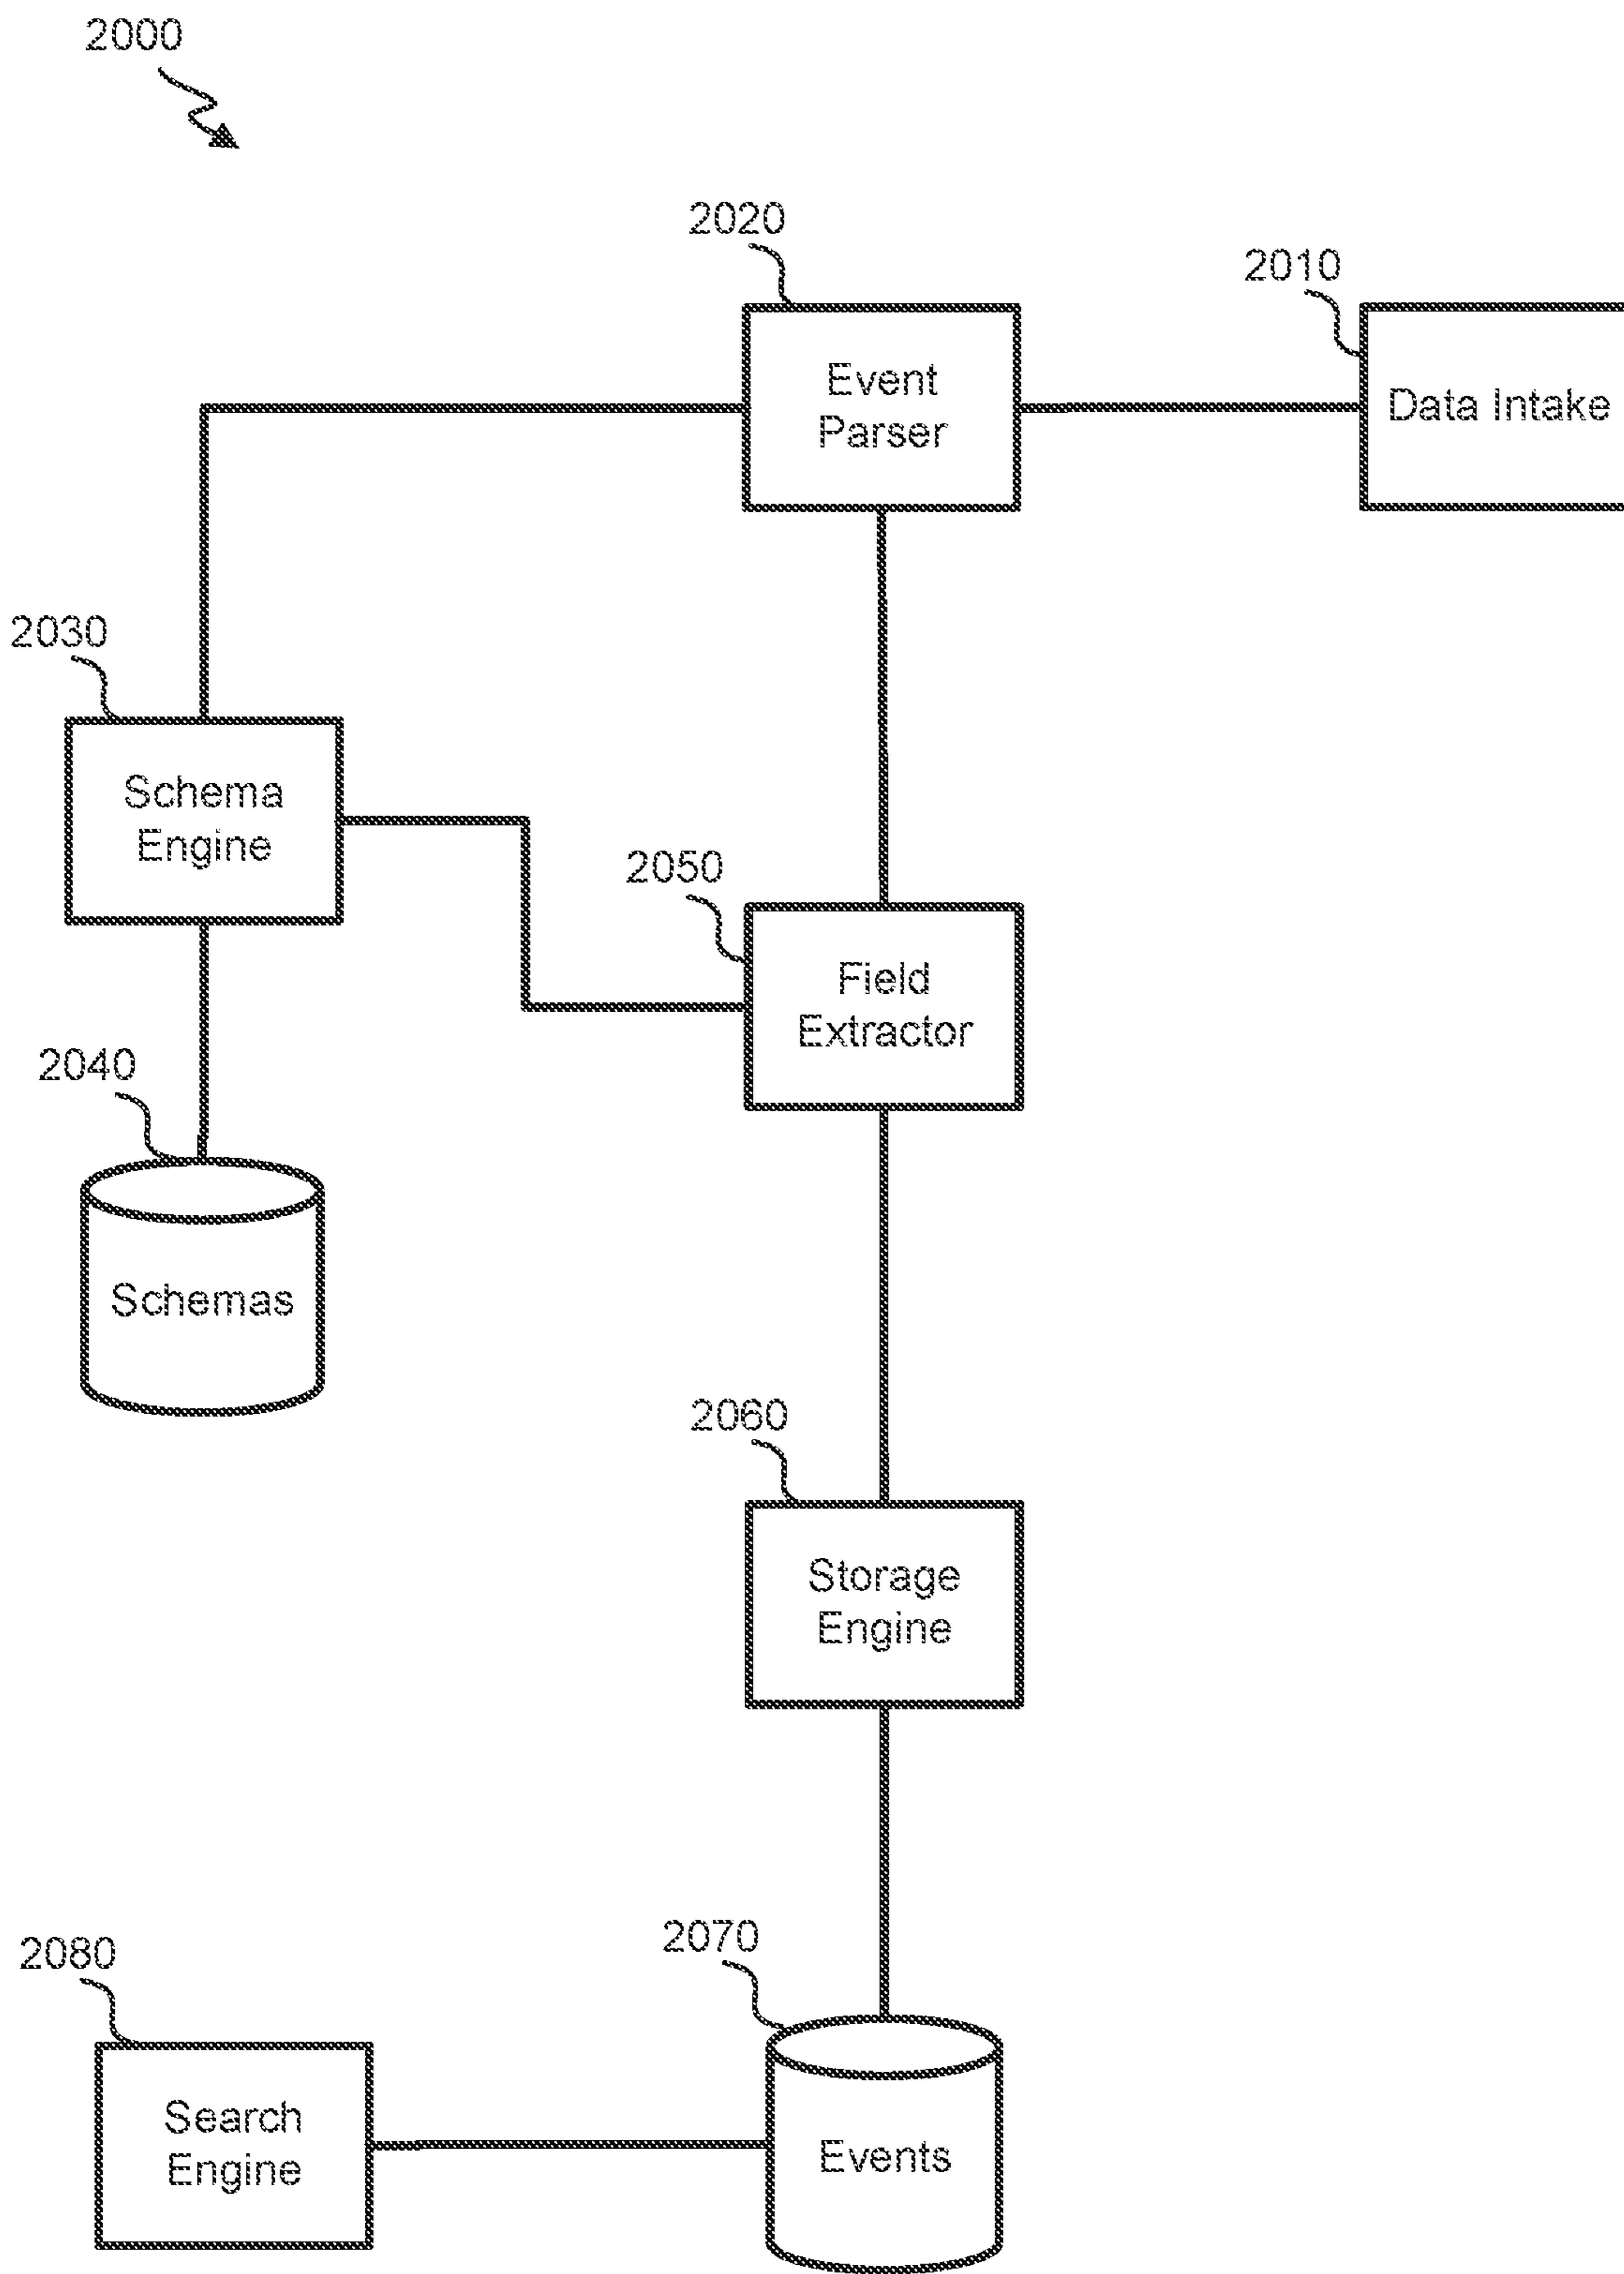 2000
2020
2010
Event
Parser
Data Intake
2030
Schema
Engine
2050
Field
Extractor
2040
Schemas
2060
Storage
Engine
2080
2070
Search
Engine
Events